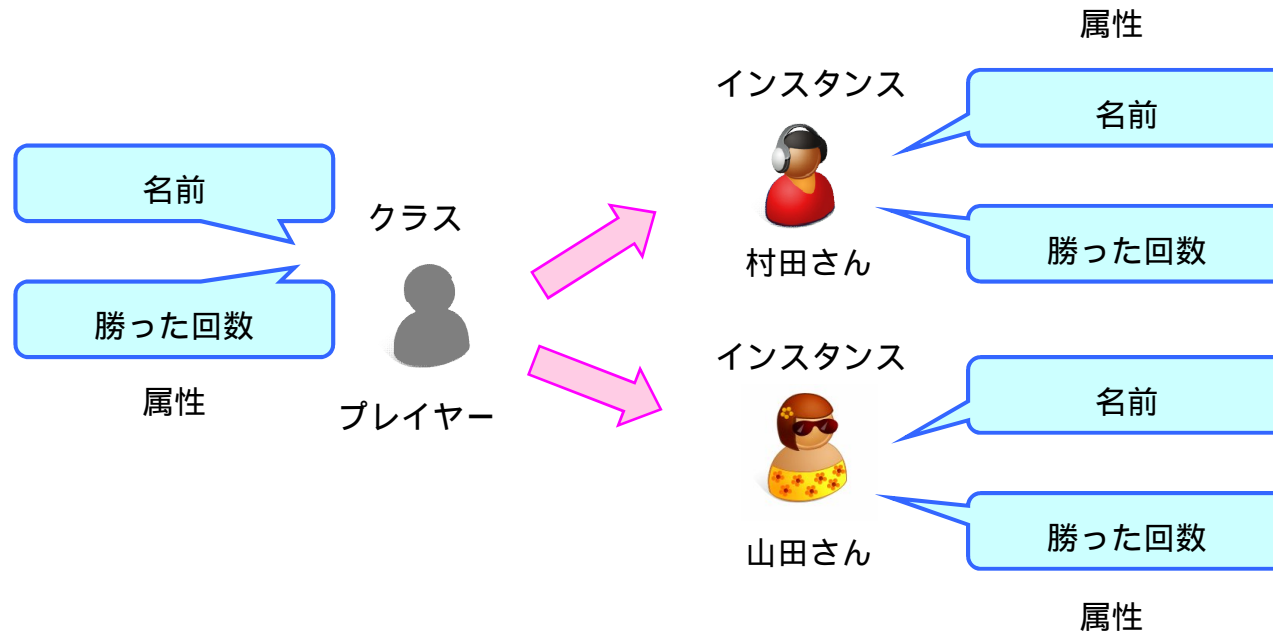 名前
勝った回数
属性
クラス
プレイヤー
インスタンス
村田さん
属性
名前
勝った回数
インスタンス
山田さん
名前
勝った回数
属性